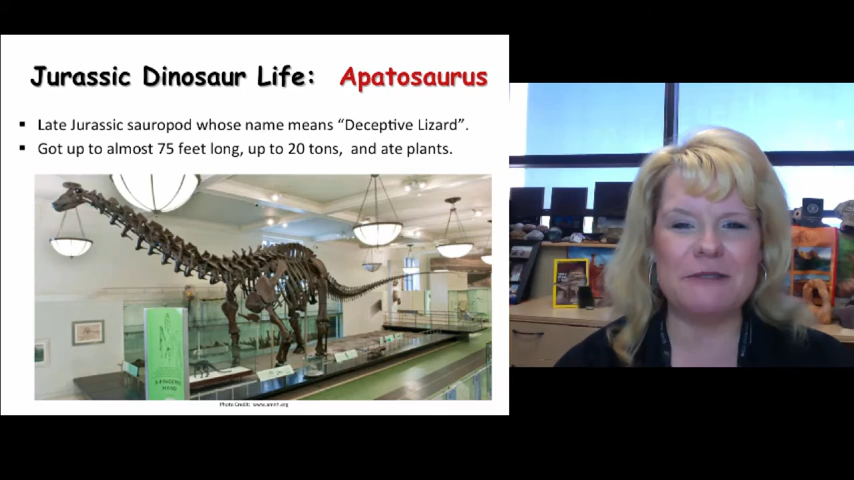 Jurassic Dinosaur Life: Apatosaurus
▪ Late Jurassic sauropod whose name means “Deceptive Lizard”.
▪ Got up to almost 75 feet long, up to 20 tons, and ate plants.
Photo Credit: www.amnh.org